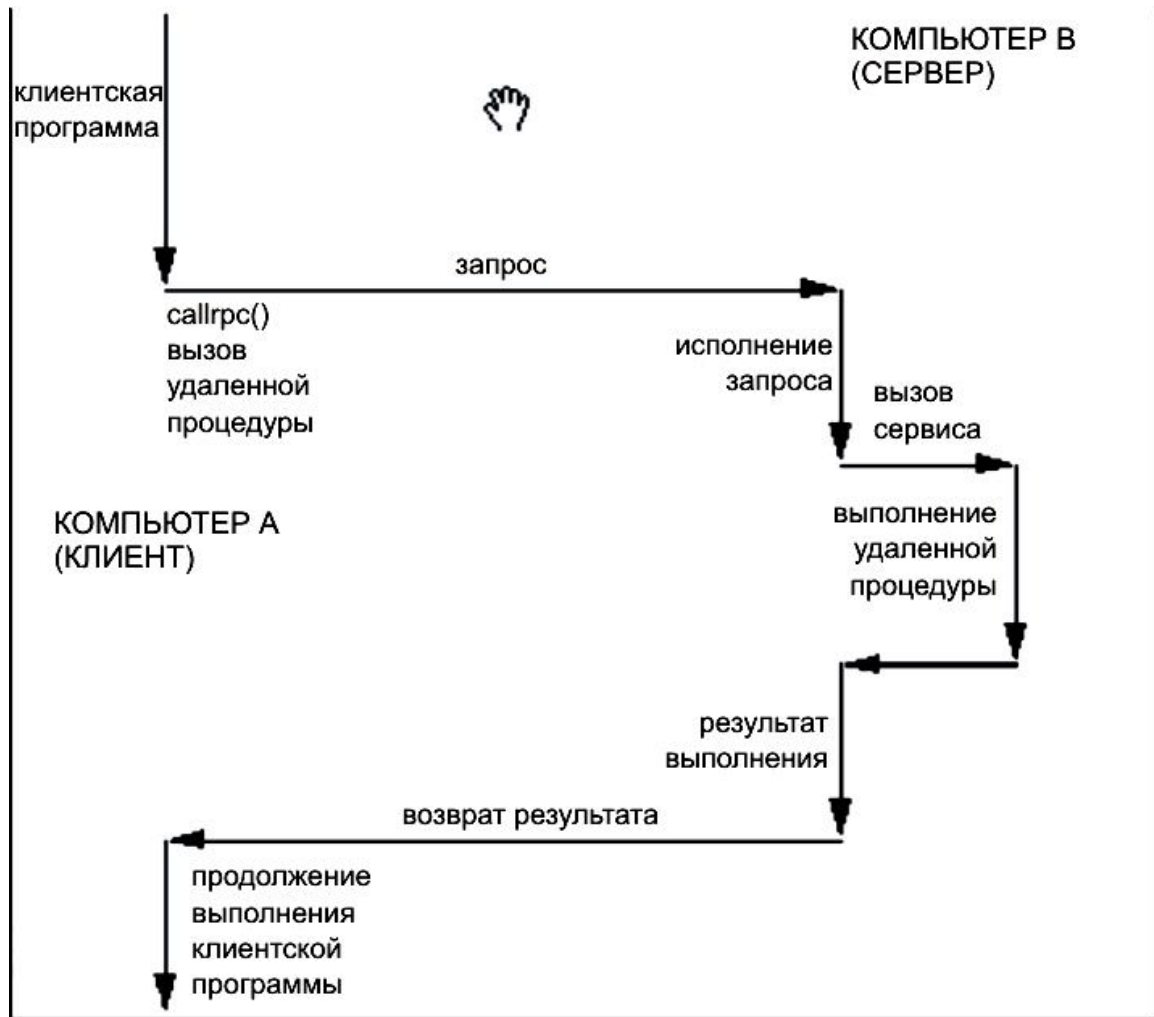 КОМПЬЮТЕР В
(СЕРВЕР)
клиентская
программа
запрос
callrpc()
вызов
удаленной
процедуры
исполнение
запроса
вызов
сервиса
КОМПЬЮТЕР А
(КЛИЕНТ)
выполнение
удаленной
процедуры
результат
выполнения
возврат результата
продолжение
выполнения
клиентской
программы